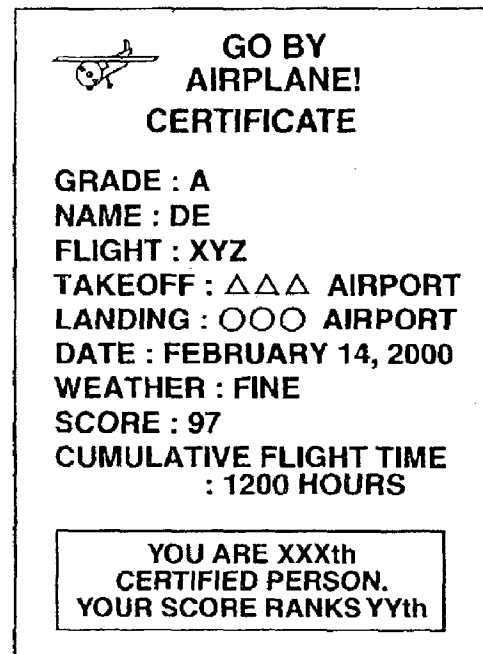 GO BY
AIRPLANE!
CERTIFICATE
GRADE : A
NAME : DE
FLIGHT : XYZ
TAKEOFF : △△△ AIRPORT
LANDING : ○○○ AIRPORT
DATE : FEBRUARY 14, 2000
WEATHER : FINE
SCORE : 97
CUMULATIVE FLIGHT TIME
: 1200 HOURS
YOU ARE XXXth
CERTIFIED PERSON.
YOUR SCORE RANKS YYth